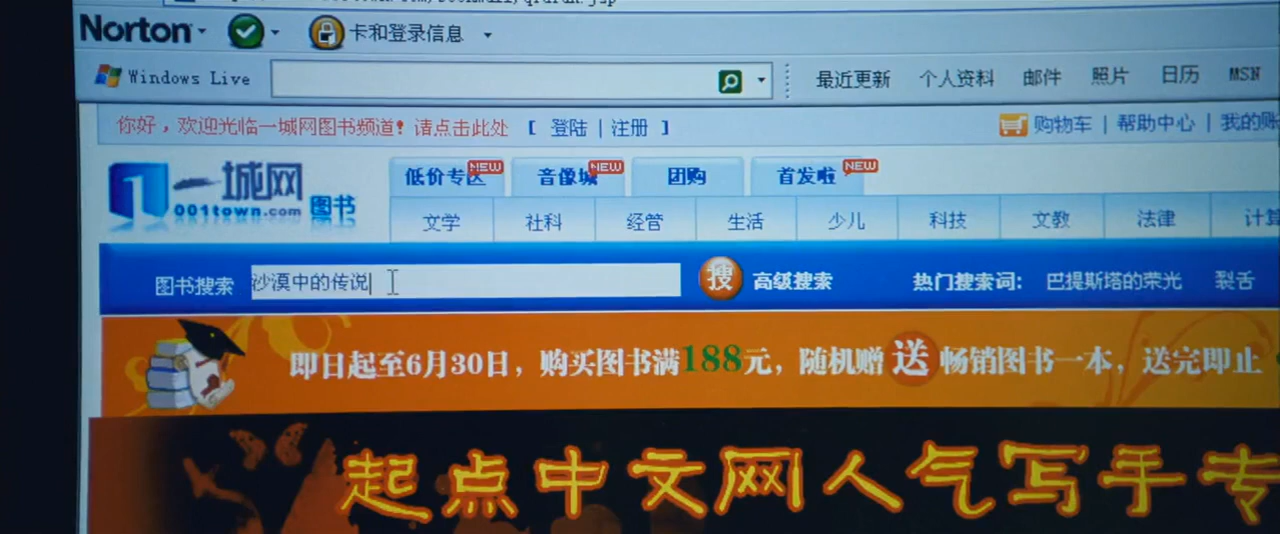 Norton 卡和登录信息
Windows Live 最近更新 个人资料 邮件 照片 日历 MSN
你好，欢迎光临一城网图书频道！请点击此处 [ 登陆 | 注册 ] 购物车 | 帮助中心 | 我的账
一城网 图书
001town.com
低价专区 NEW 音像城 NEW 团购 首发啦 NEW
文学 社科 经管 生活 少儿 科技 文教 法律 计算
图书搜索 沙漠中的传说 搜 高级搜索 热门搜索词: 巴提斯塔的荣光 裂舌
即日起至6月30日，购买图书满188元，随机赠 送 畅销图书一本，送完即止
起点中文网人气写手专